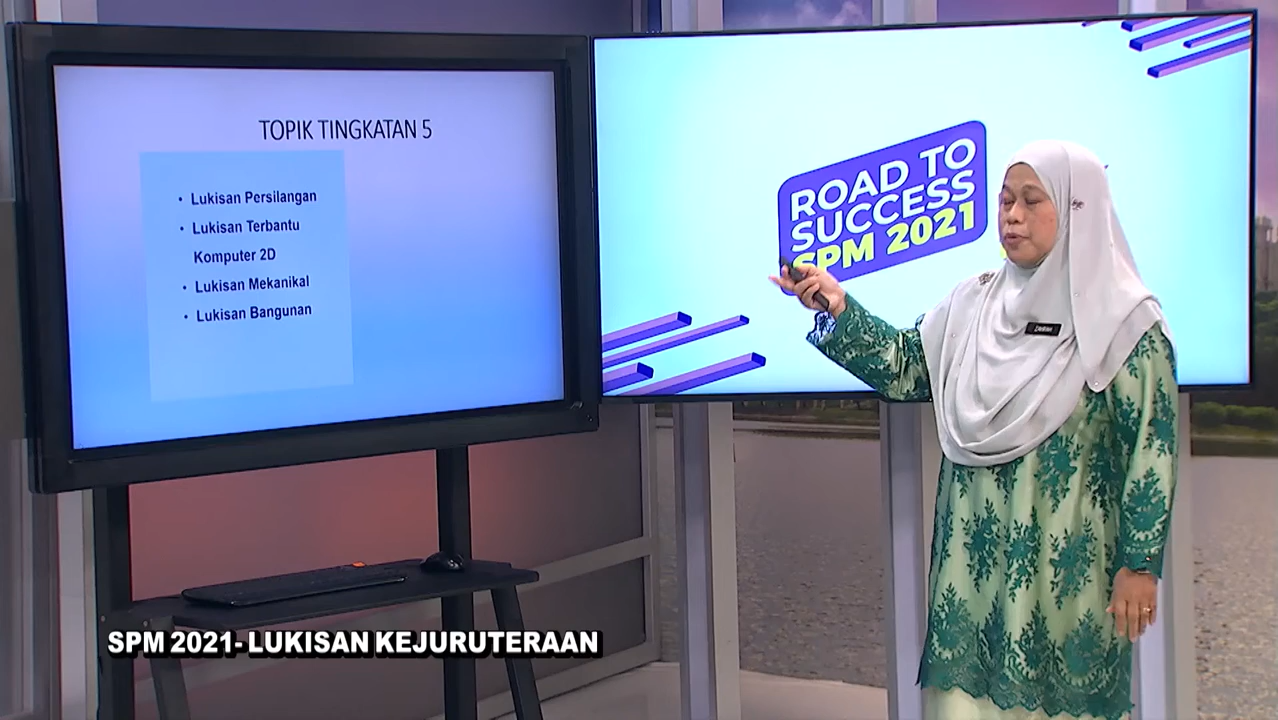 TOPIK TINGKATAN 5
• Lukisan Persilangan
• Lukisan Terbantu
Komputer 2D
• Lukisan Mekanikal
• Lukisan Bangunan
ROAD TO
SUCCESS
SPM 2021
SPM 2021- LUKISAN KEJURUTERAAN